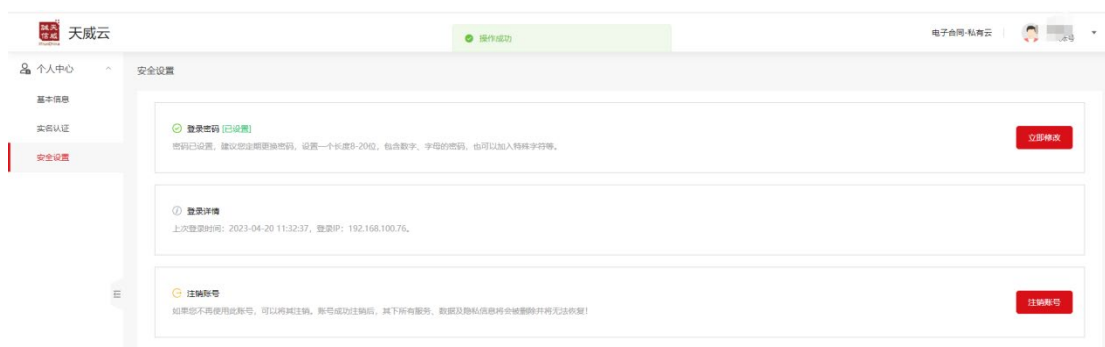 天威云
操作成功
电子合同-私有云
个人中心
安全设置
基本信息
实名认证
安全设置
登录密码 [已设置]
密码已设置，建议您定期更换密码，设置一个长度8-20位，包含数字、字母的密码，也可以加入特殊字符等。
立即修改
登录详情
上次登录时间：2023-04-20 11:32:37，登录IP：192.168.100.76。
注销账号
如果您不再使用此账号，可以将其注销。账号成功注销后，其下所有服务、数据及隐私信息将会被删除并将无法恢复！
注销账号